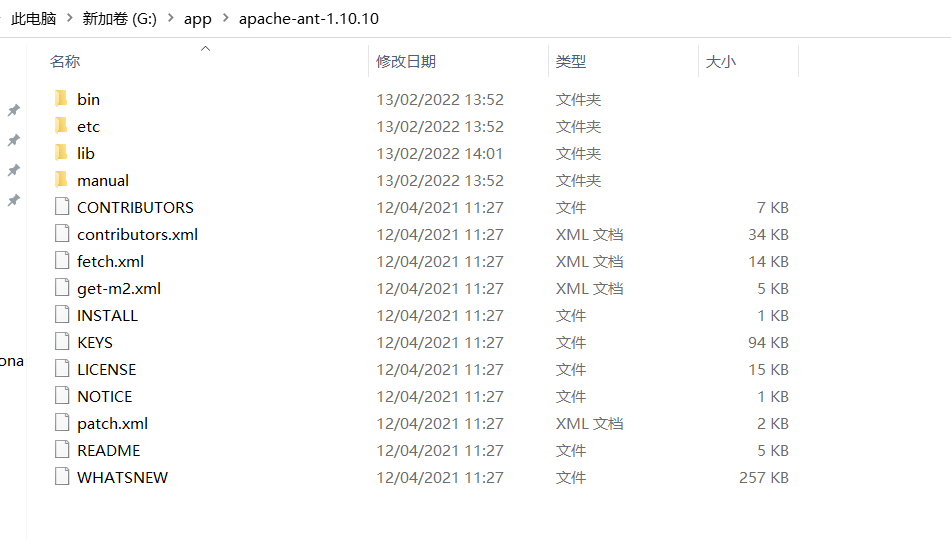 此电脑 > 新加卷 (G:) > app > apache-ant-1.10.10
名称 修改日期 类型 大小
bin 13/02/2022 13:52 文件夹
etc 13/02/2022 13:52 文件夹
lib 13/02/2022 14:01 文件夹
manual 13/02/2022 13:52 文件夹
CONTRIBUTORS 12/04/2021 11:27 文件 7 KB
contributors.xml 12/04/2021 11:27 XML 文档 34 KB
fetch.xml 12/04/2021 11:27 XML 文档 14 KB
get-m2.xml 12/04/2021 11:27 XML 文档 5 KB
INSTALL 12/04/2021 11:27 文件 1 KB
KEYS 12/04/2021 11:27 文件 94 KB
ona
LICENSE 12/04/2021 11:27 文件 15 KB
NOTICE 12/04/2021 11:27 文件 1 KB
patch.xml 12/04/2021 11:27 XML 文档 2 KB
README 12/04/2021 11:27 文件 5 KB
WHATSNEW 12/04/2021 11:27 文件 257 KB